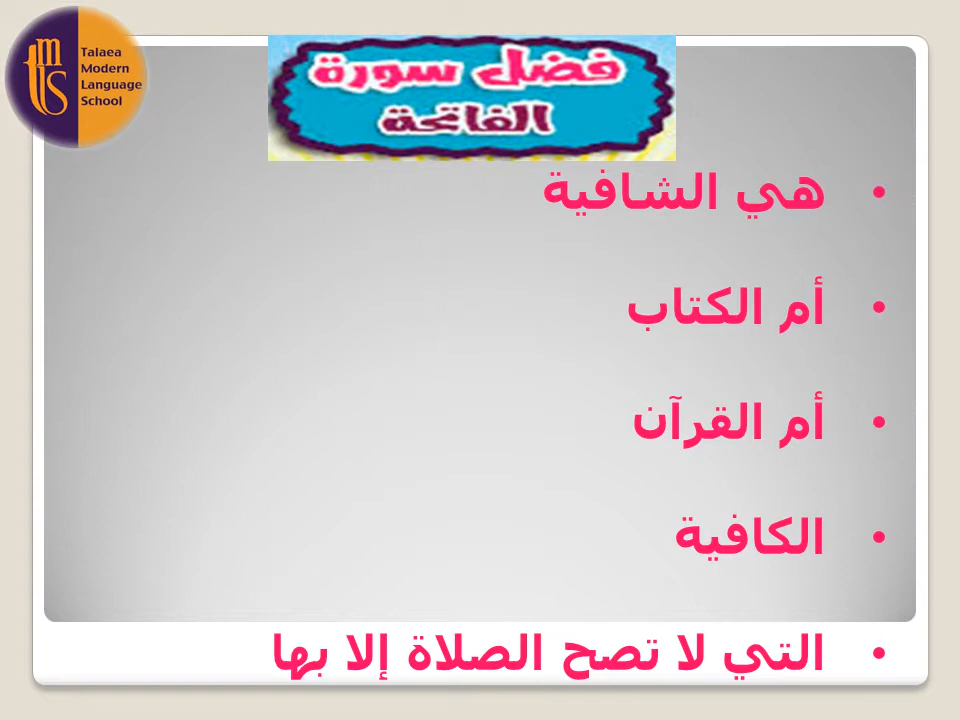 Talaea
Modern
Language
School
tmls
فضل سورة
الفاتحة
• هي الشافية
• أم الكتاب
• أم القرآن
• الكافية
• التي لا تصح الصلاة إلا بها